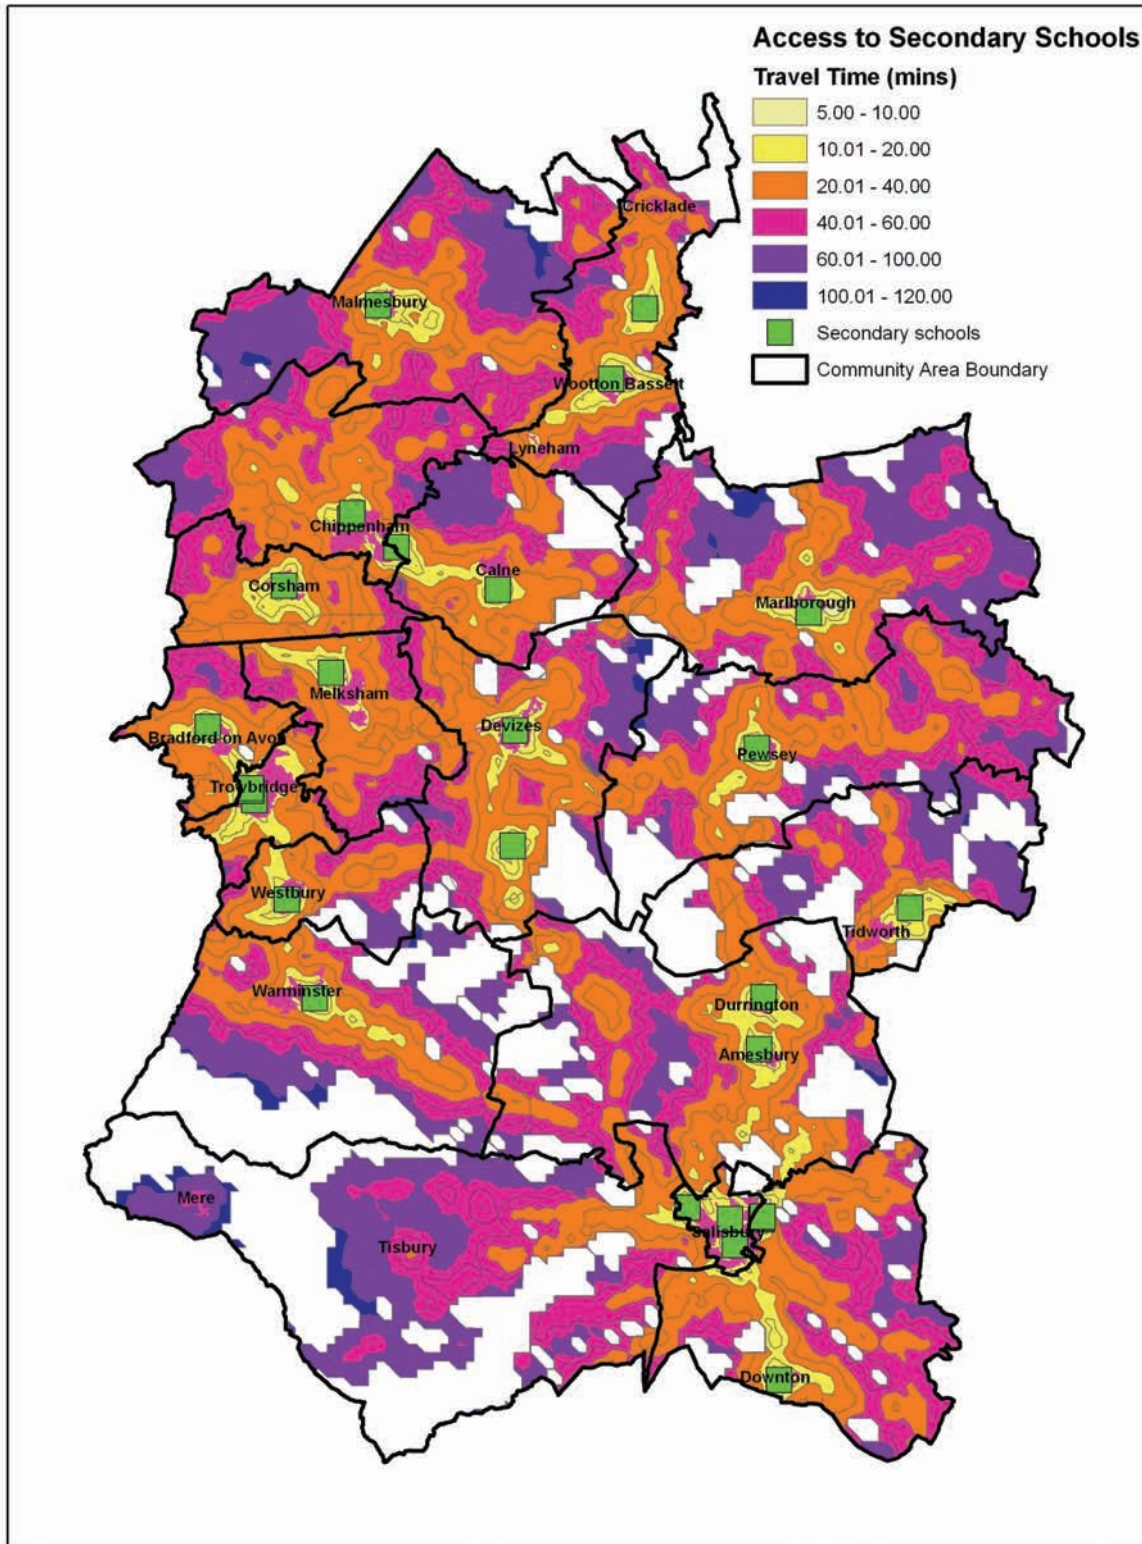 Access to Secondary Schools
Travel Time (mins)
5.00 - 10.00
10.01 - 20.00
20.01 - 40.00
40.01 - 60.00
60.01 - 100.00
100.01 - 120.00
Secondary schools
Community Area Boundary
Cricklade
Malmesbury
Wootton Bassett
Lyneham
Chippenham
Calne
Corsham
Marlborough
Melksham
Devizes
Bradford on Avon
Pewsey
Trowbridge
Westbury
Tidworth
Warminster
Durrington
Amesbury
Mere
Salisbury
Tisbury
Downton